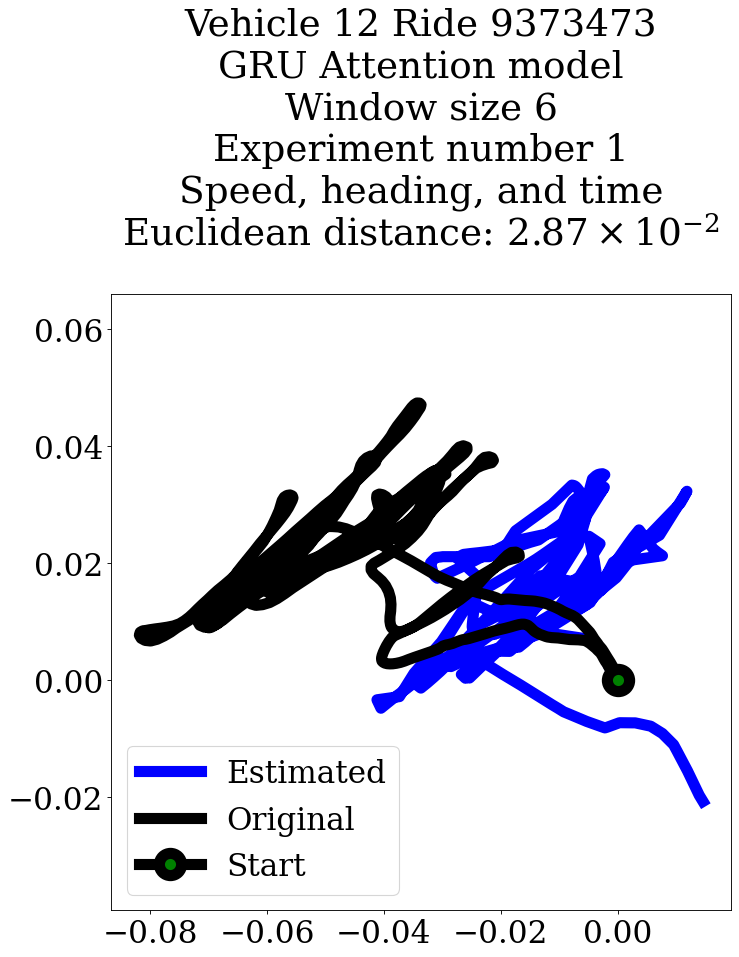 Vehicle 12 Ride 9373473
GRU Attention model
Window size 6
Experiment number 1
Speed, heading, and time
Euclidean distance: 2.87 × 10⁻²
0.06
0.04
0.02
0.00
−0.02
Estimated
Original
Start
−0.08 −0.06 −0.04 −0.02 0.00